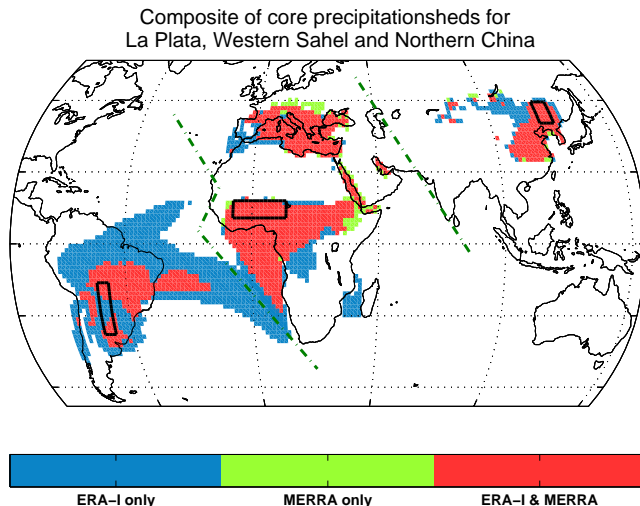 Composite of core precipitationsheds for
La Plata, Western Sahel and Northern China
ERA–I only
MERRA only
ERA–I & MERRA